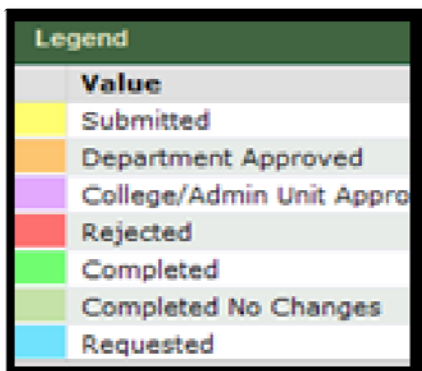 Legend
Value
Submitted
Department Approved
College/Admin Unit Appro
Rejected
Completed
Completed No Changes
Requested